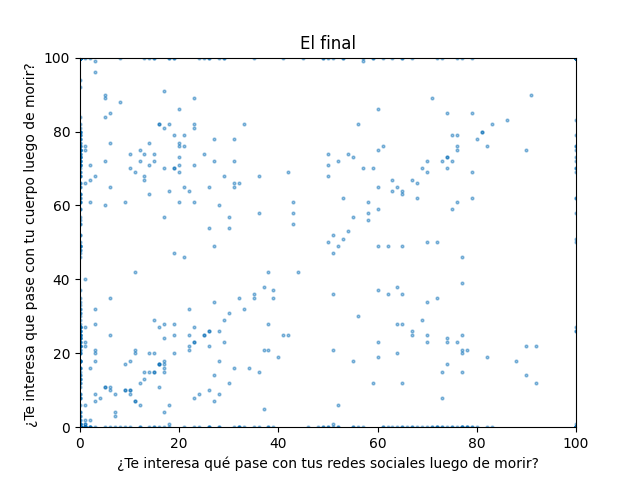 El final
100
80
60
40
20
0
¿Te interesa que pase con tu cuerpo luego de morir?
0 20 40 60 80 100
¿Te interesa qué pase con tus redes sociales luego de morir?